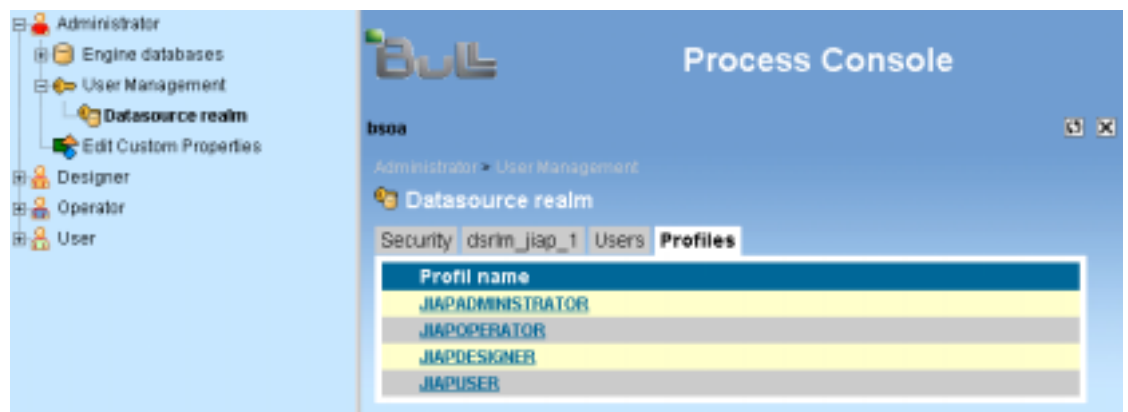 Administrator
Engine databases
User Management
Datasource realm
Edit Custom Properties
Designer
Operator
User
Bull
Process Console
bsoa
Administrator > User Management
Datasource realm
Security dsrlm_jiap_1 Users Profiles
Profil name
JIAPADMINISTRATOR
JIAPOPERATOR
JIAPDESIGNER
JIAPUSER